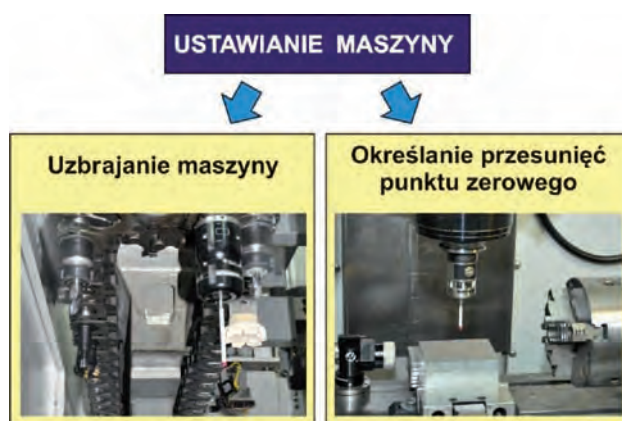 USTAWIANIE MASZYNY
Uzbrajanie maszyny
Określanie przesunięć
punktu zerowego